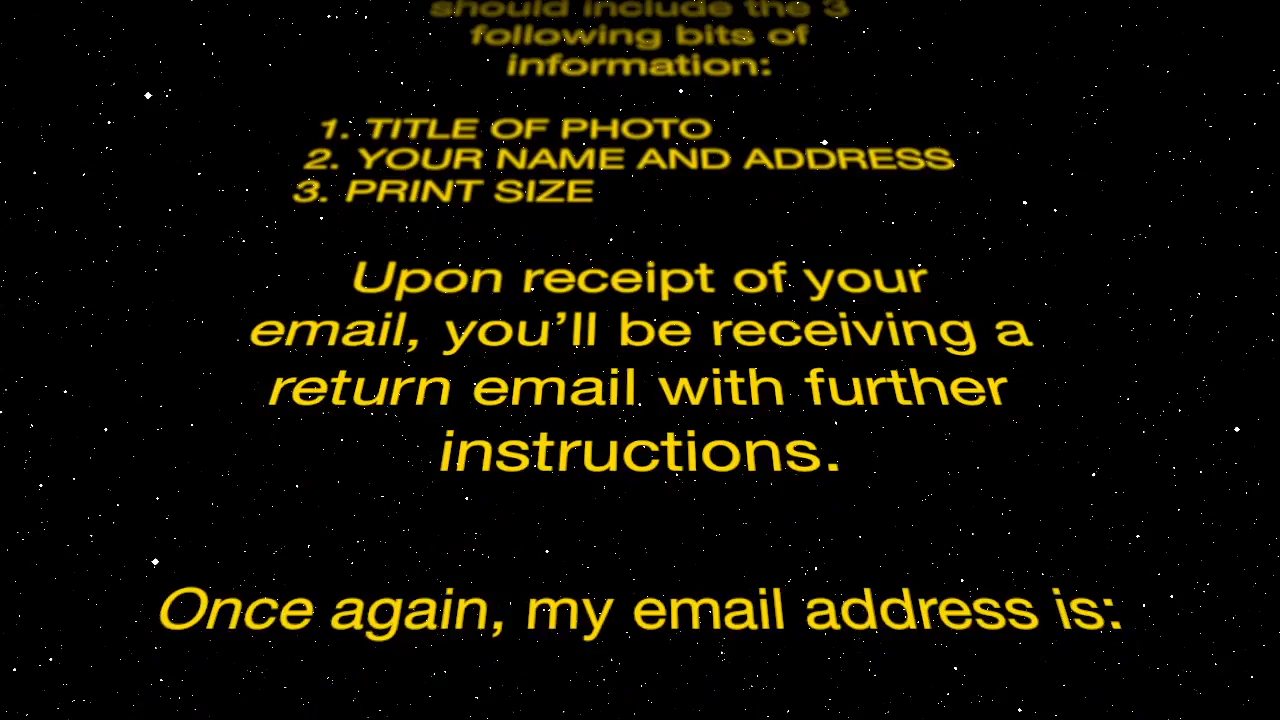 should include the 3
following bits of
information:
1. TITLE OF PHOTO
2. YOUR NAME AND ADDRESS
3. PRINT SIZE
Upon receipt of your
email, you’ll be receiving a
return email with further
instructions.
Once again, my email address is: